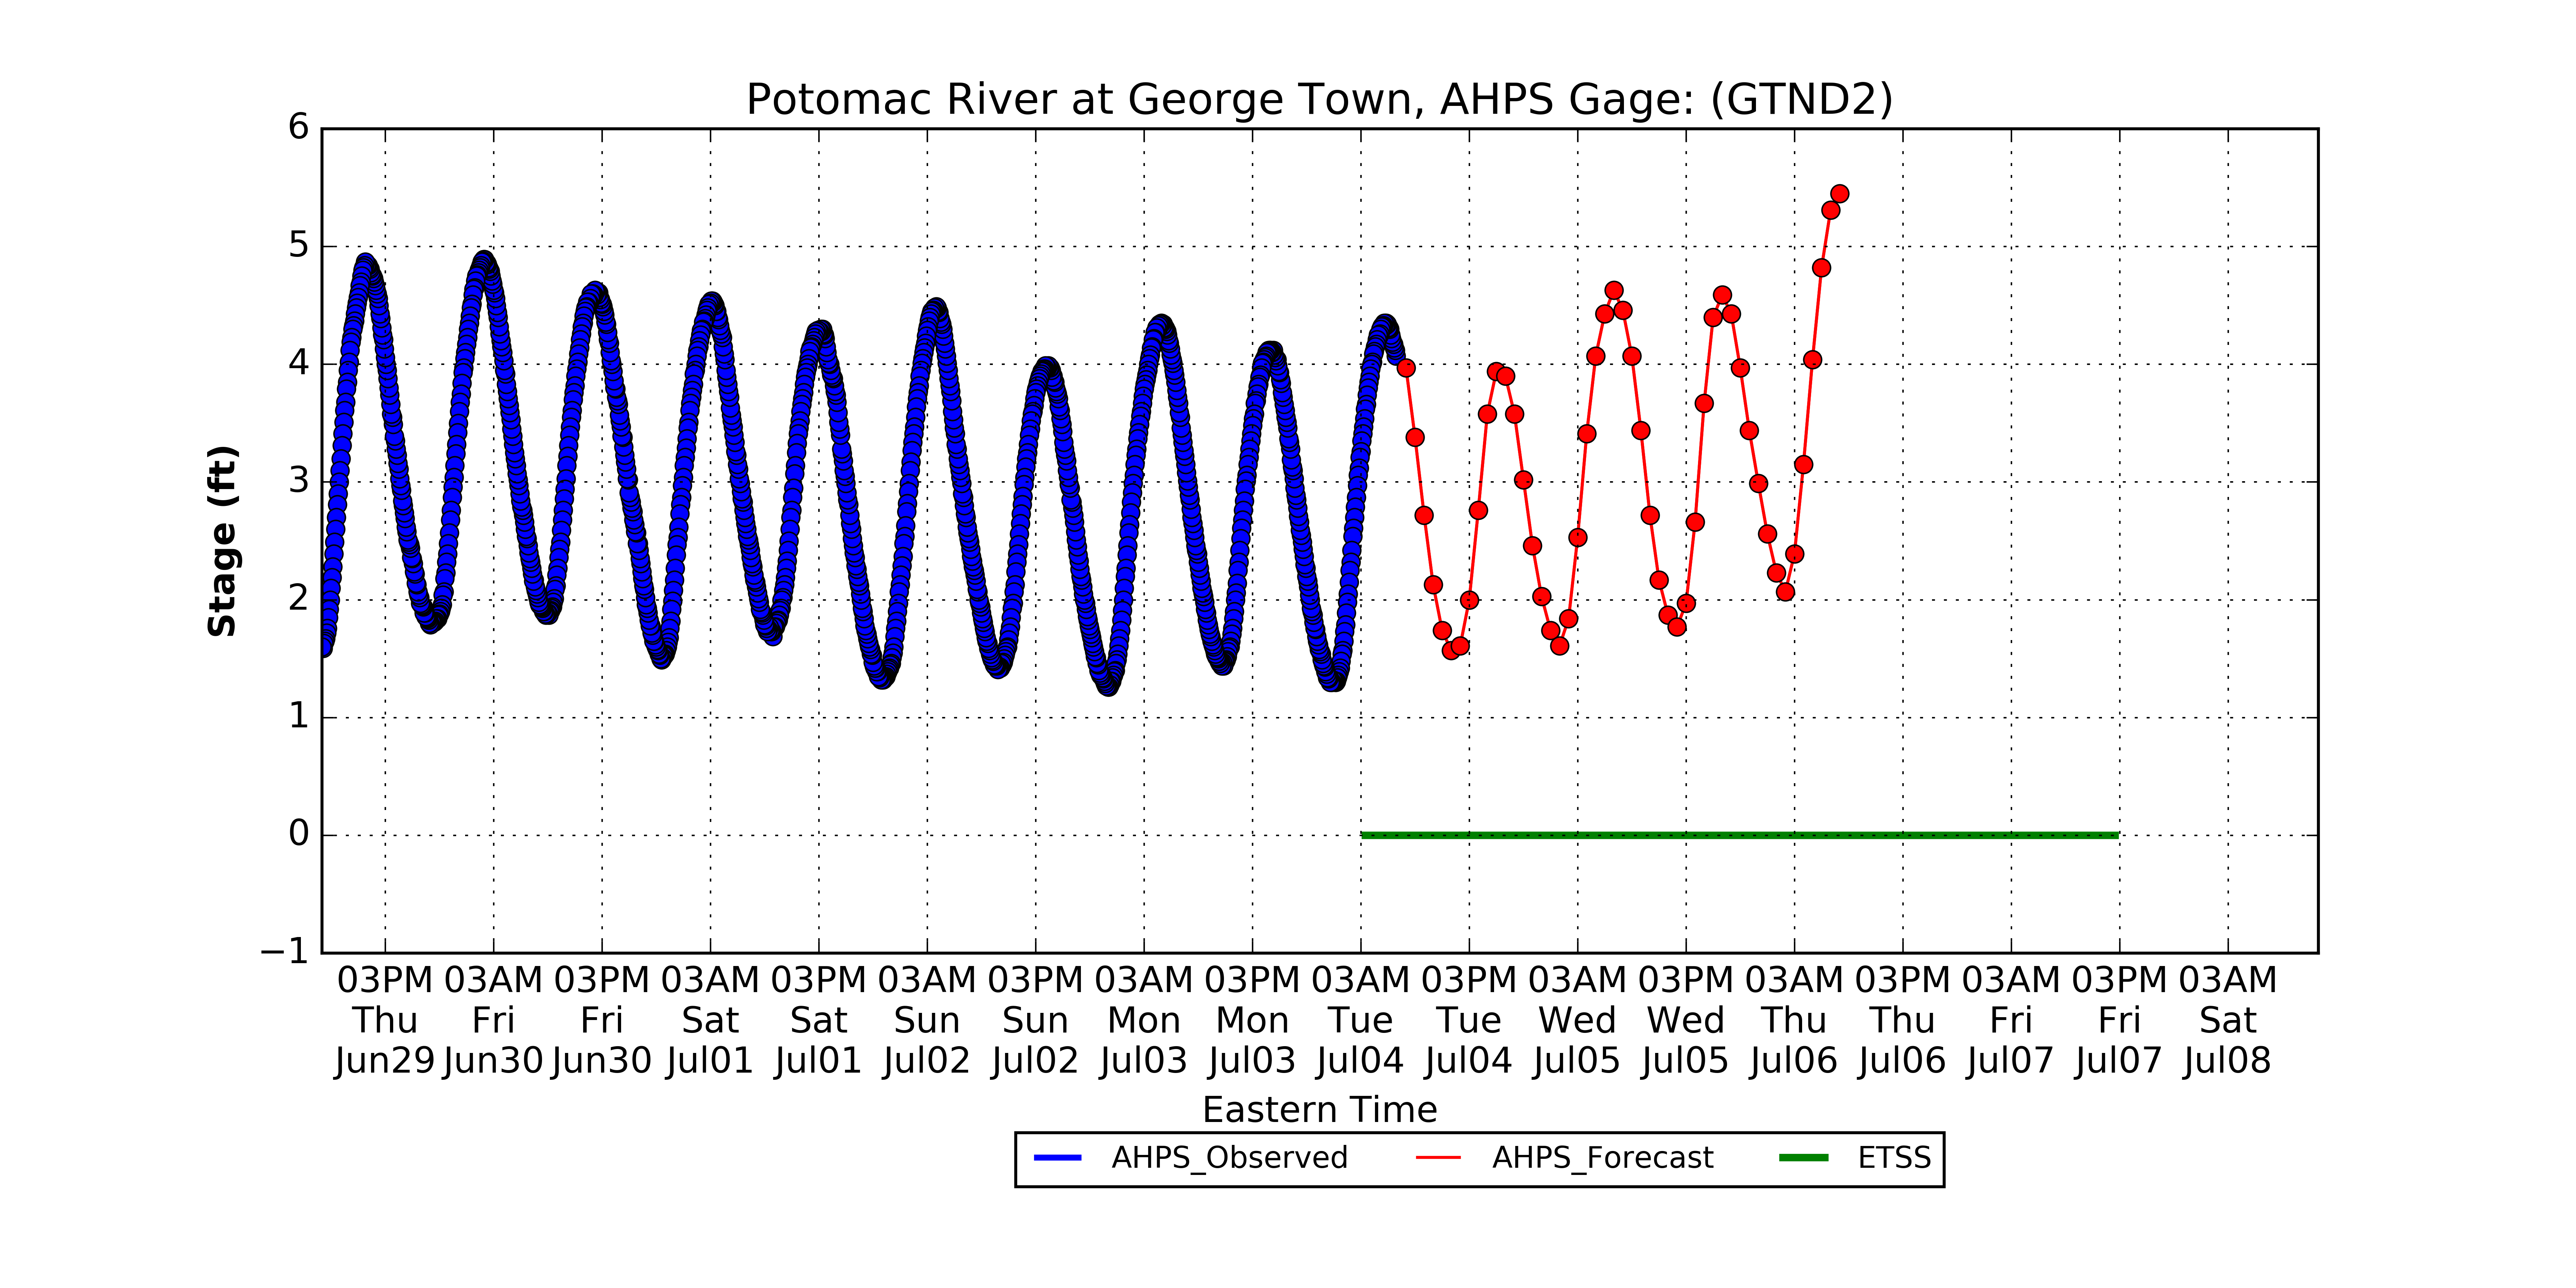 Potomac River at George Town, AHPS Gage: (GTND2)
6
5
4
3
2
1
0
−1
Stage (ft)
03PM 03AM 03PM 03AM 03PM 03AM 03PM 03AM 03PM 03AM 03PM 03AM 03PM 03AM 03PM 03AM 03PM 03AM
Thu Fri Fri Sat Sat Sun Sun Mon Mon Tue Tue Wed Wed Thu Thu Fri Fri Sat
Jun29 Jun30 Jun30 Jul01 Jul01 Jul02 Jul02 Jul03 Jul03 Jul04 Jul04 Jul05 Jul05 Jul06 Jul06 Jul07 Jul07 Jul08
Eastern Time
AHPS_Observed AHPS_Forecast ETSS